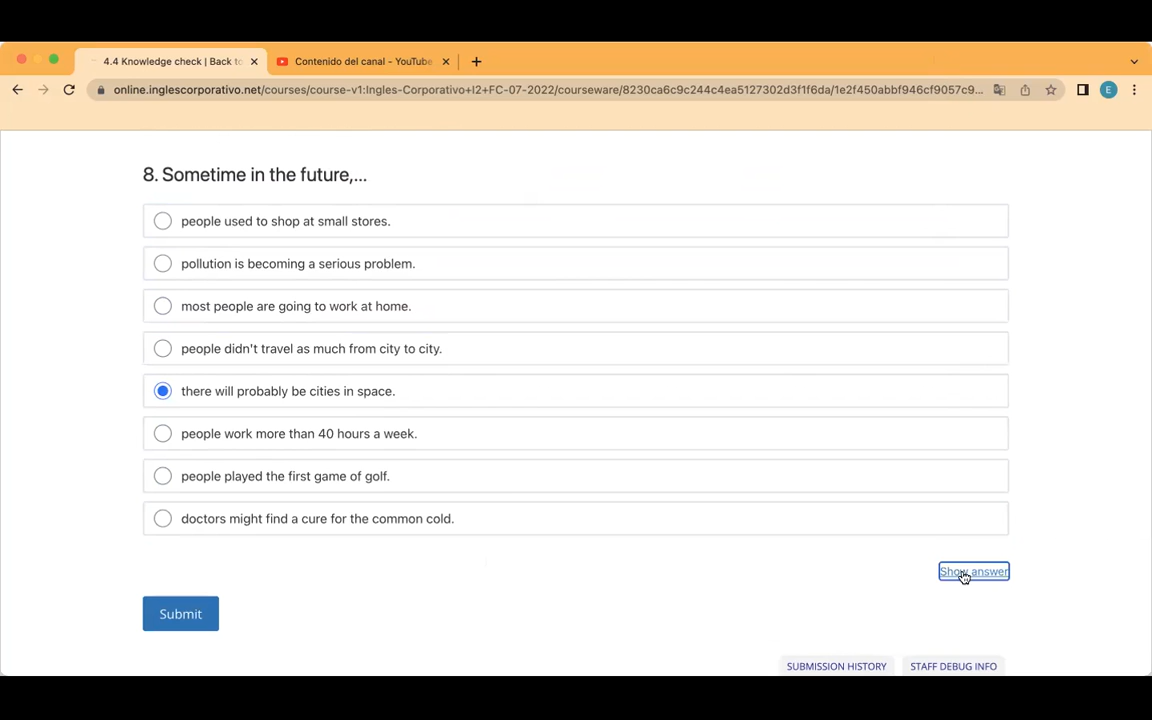 4.4 Knowledge check | Back to
Contenido del canal - YouTube
online.inglescorporativo.net/courses/course-v1:Ingles-Corporativo+I2+FC-07-2022/courseware/8230ca6c9c244c4ea5127302d3f1f6da/1e2f450abbf946cf9057c9...
E
8. Sometime in the future,...
people used to shop at small stores.
pollution is becoming a serious problem.
most people are going to work at home.
people didn't travel as much from city to city.
there will probably be cities in space.
people work more than 40 hours a week.
people played the first game of golf.
doctors might find a cure for the common cold.
Show answer
Submit
SUBMISSION HISTORY
STAFF DEBUG INFO